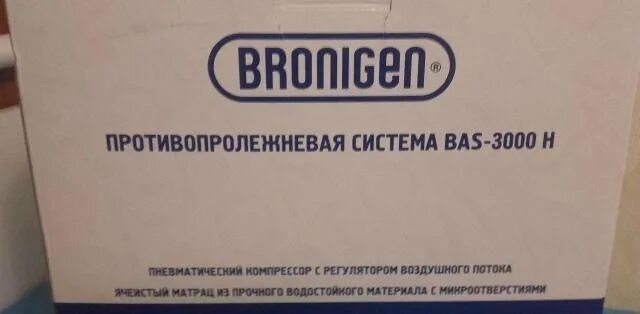 BRONIGEN®
ПРОТИВОПРОЛЕЖНЕВАЯ СИСТЕМА BAS-3000 H
ПНЕВМАТИЧЕСКИЙ КОМПРЕССОР С РЕГУЛЯТОРОМ ВОЗДУШНОГО ПОТОКА
ЯЧЕИСТЫЙ МАТРАЦ ИЗ ПРОЧНОГО ВОДОСТОЙКОГО МАТЕРИАЛА С МИКРООТВЕРСТИЯМИ